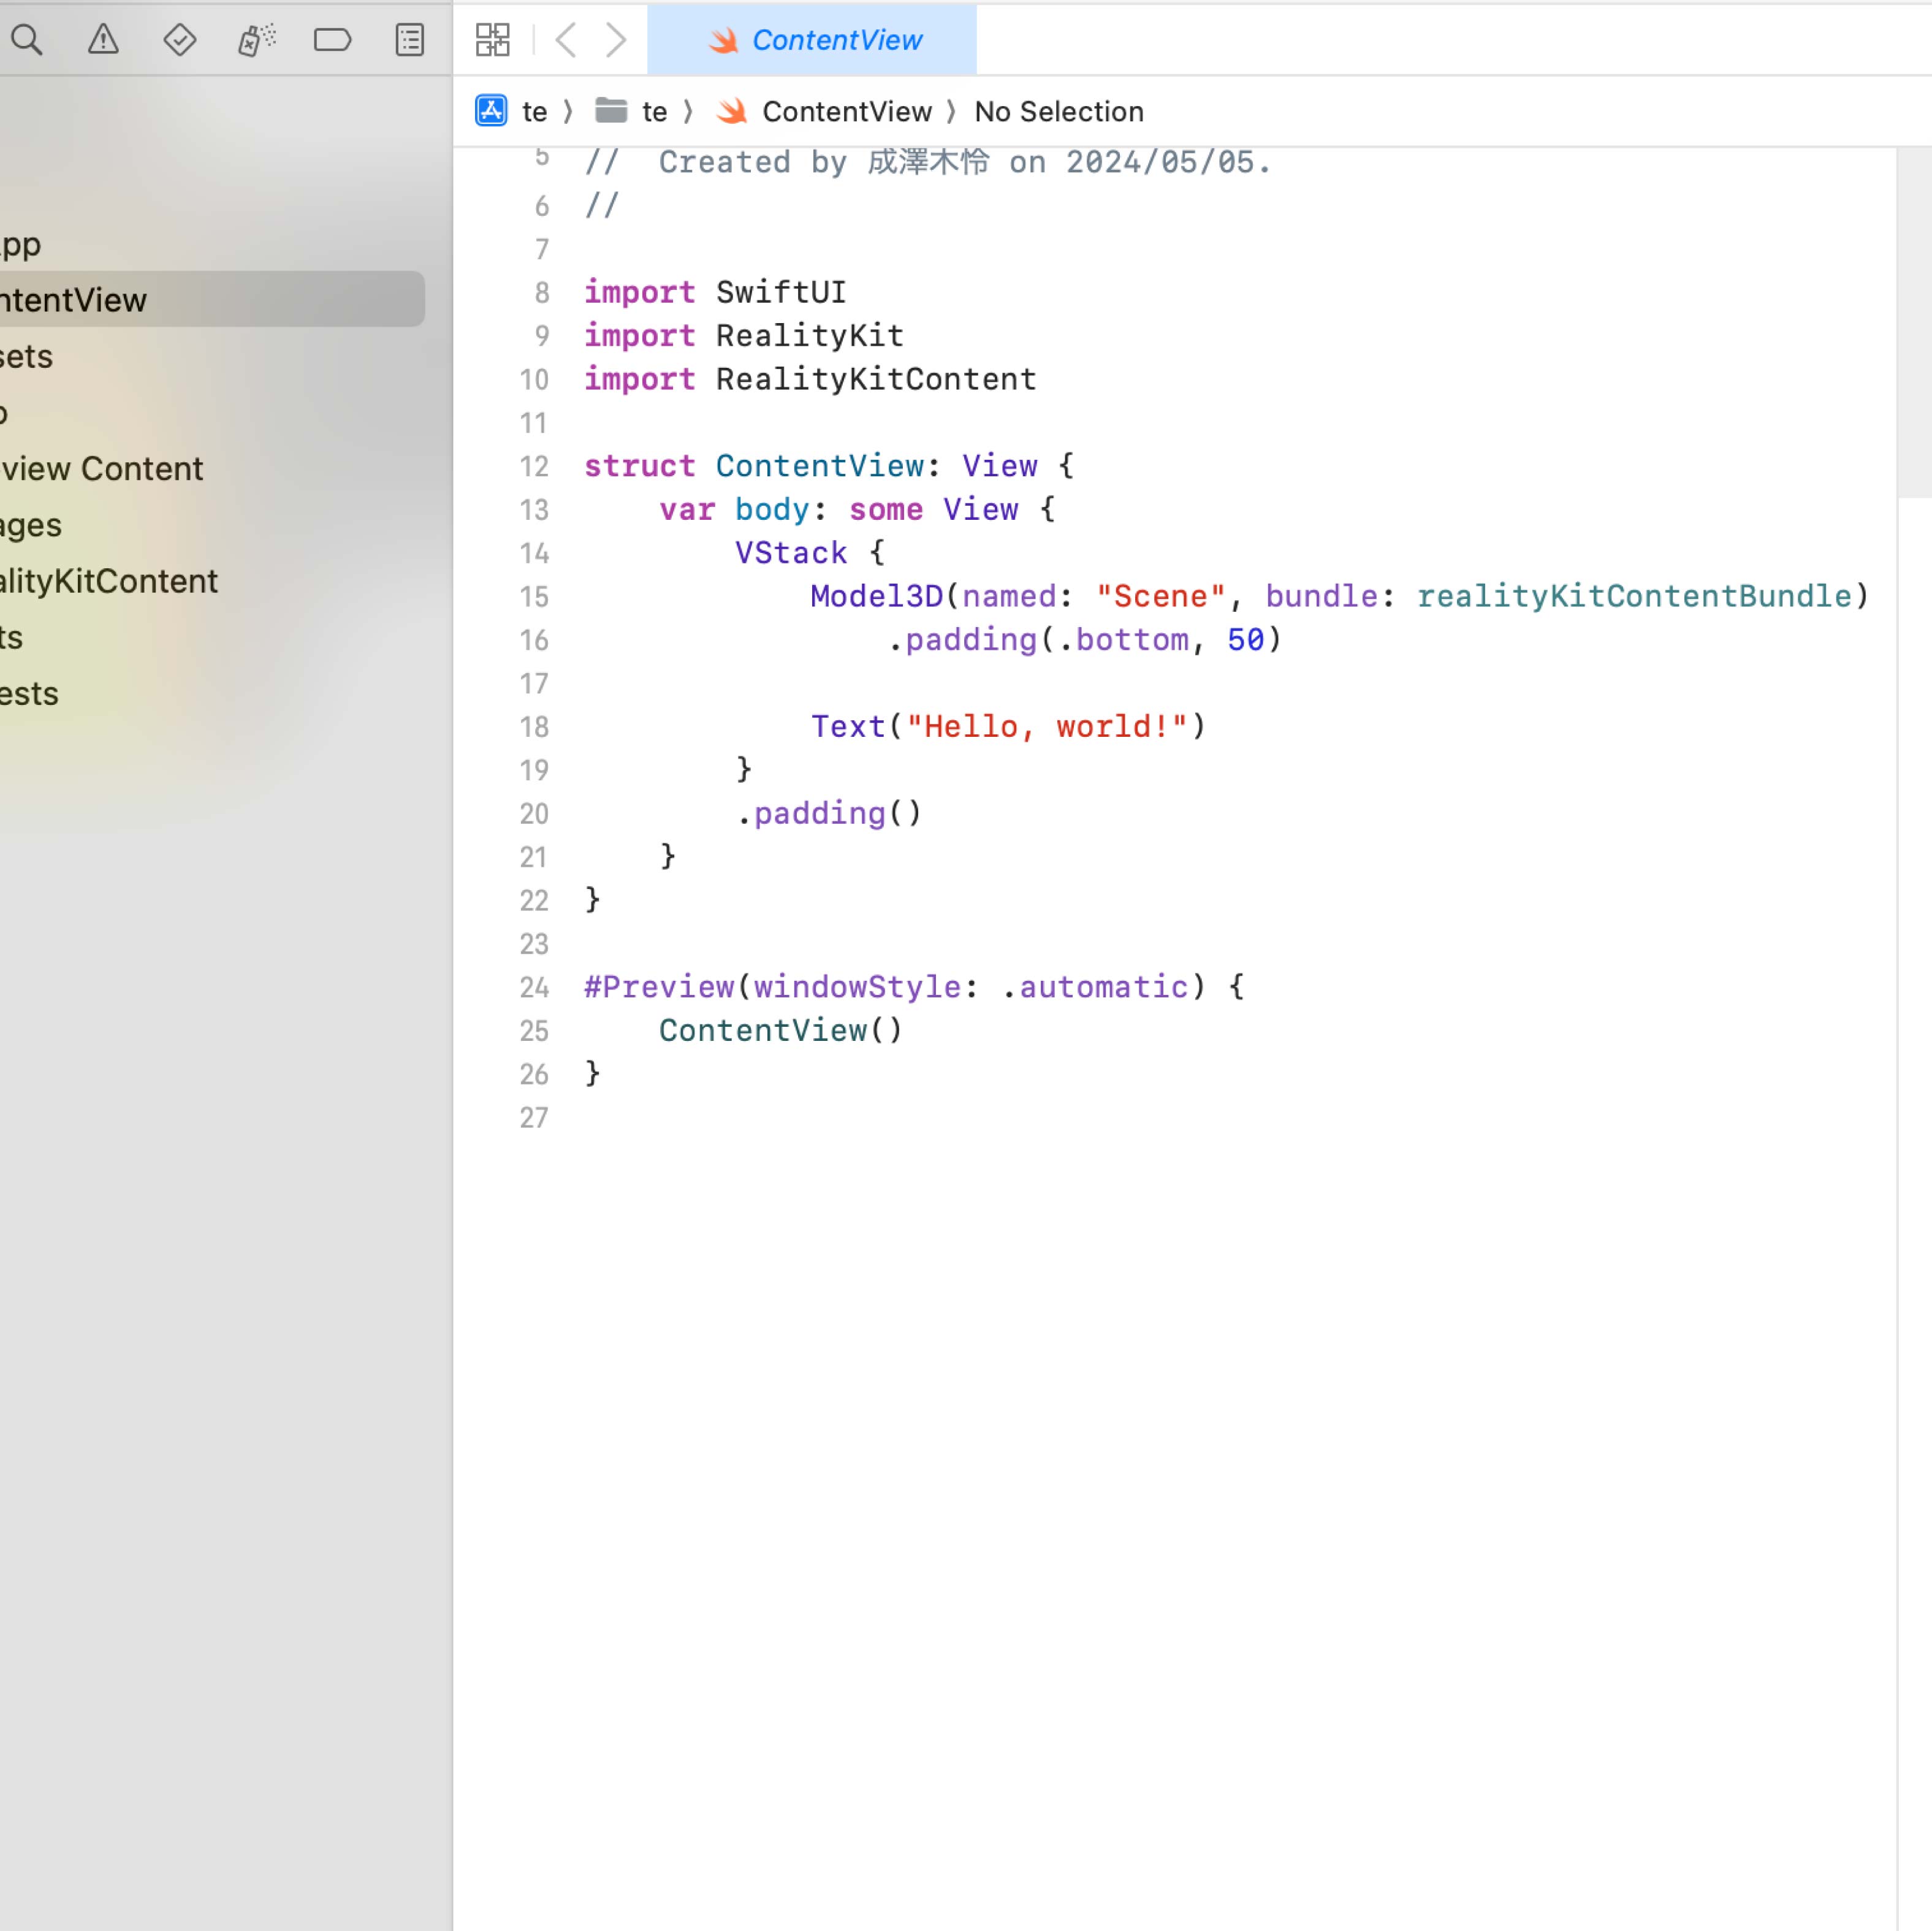 ContentView
te 〉 te 〉 ContentView 〉 No Selection
pp
ntentView
sets
view Content
ages
alityKitContent
ts
ests
5 // Created by 成澤木怜 on 2024/05/05.
6 //
7
8 import SwiftUI
9 import RealityKit
10 import RealityKitContent
11
12 struct ContentView: View {
13 var body: some View {
14 VStack {
15 Model3D(named: "Scene", bundle: realityKitContentBundle)
16 .padding(.bottom, 50)
17
18 Text("Hello, world!")
19 }
20 .padding()
21 }
22 }
23
24 #Preview(windowStyle: .automatic) {
25 ContentView()
26 }
27